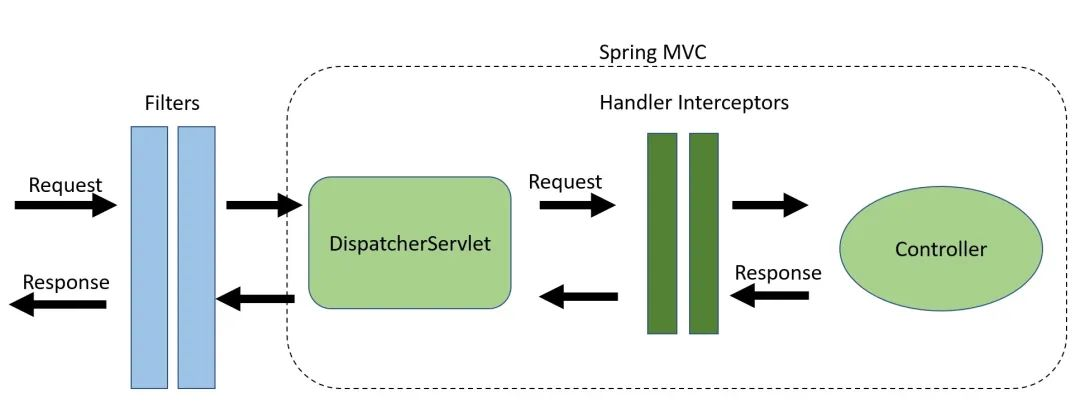 Spring MVC
Filters
Handler Interceptors
Request
Request
DispatcherServlet
Controller
Response
Response